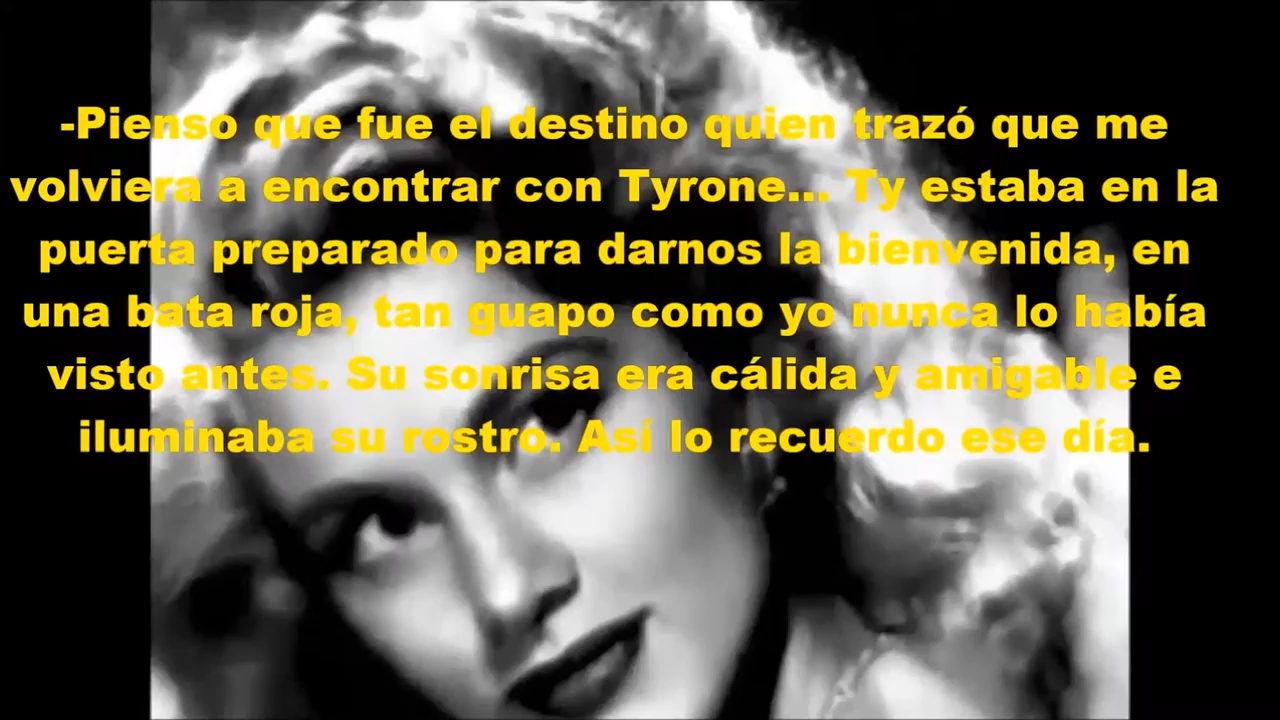 -Pienso que fue el destino quien trazó que me
volviera a encontrar con Tyrone... Ty estaba en la
puerta preparado para darnos la bienvenida, en
una bata roja, tan guapo como yo nunca lo había
visto antes. Su sonrisa era cálida y amigable e
iluminaba su rostro. Así lo recuerdo ese día.